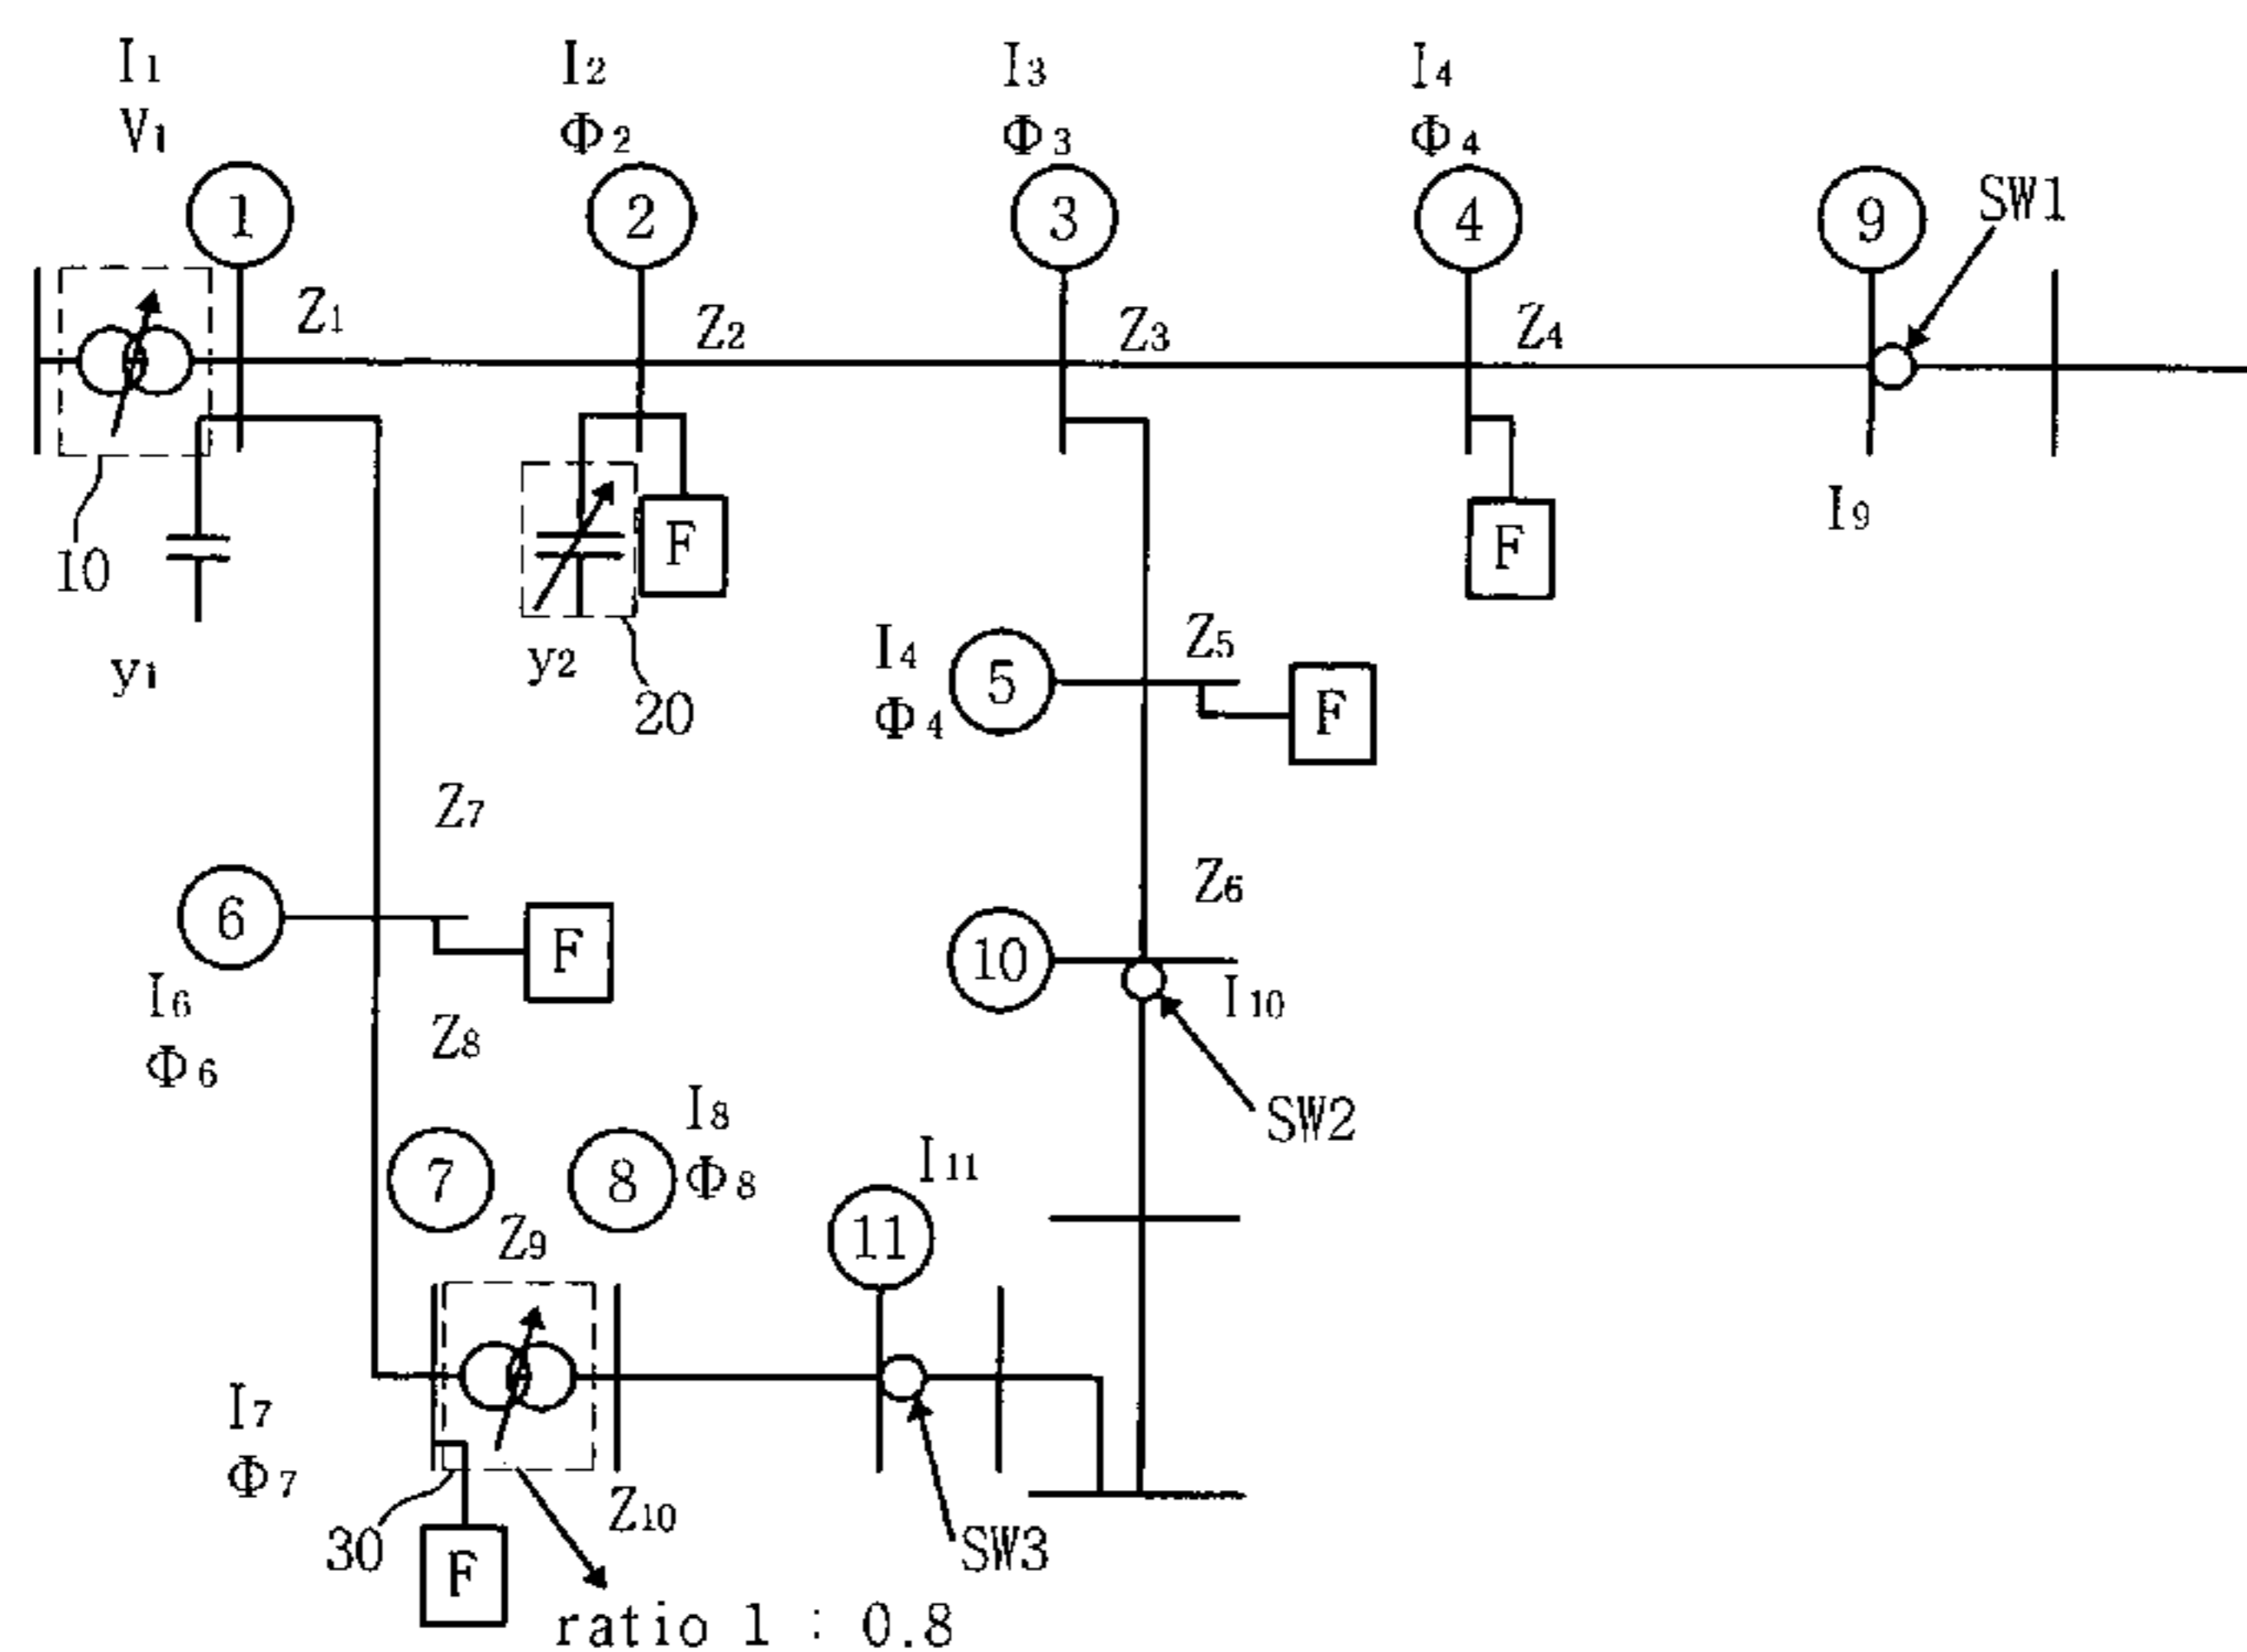 I₁ I₂ I₃ I₄
V₁ Φ₂ Φ₃ Φ₄
1 2 3 4 9 SW1
Z₁ Z₂ Z₃ Z₄
10 F F I₉
y₁ y₂ 20
I₄ 5 Z₅ F
Φ₄
Z₇
6 F 10 Z₆
I₆ Z₈ I₁₀
Φ₆
I₈ SW2
7 8 Φ₈ I₁₁
Z₉ 11
I₇
Φ₇ Z₁₀
30 F SW3
ratio 1 : 0.8